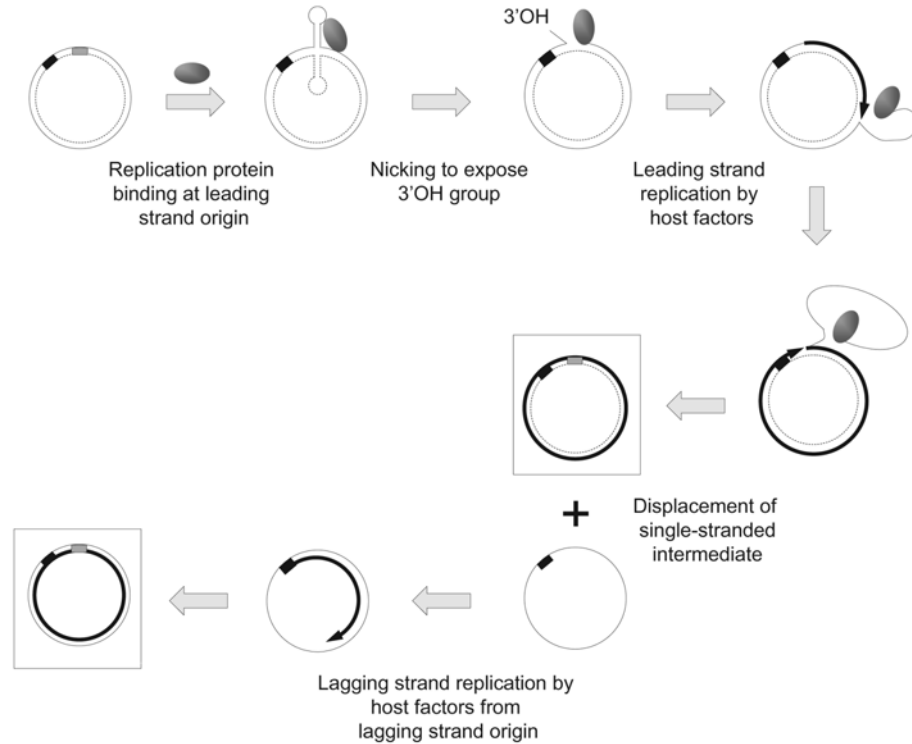 3'OH
Replication protein
binding at leading
strand origin
Nicking to expose
3'OH group
Leading strand
replication by
host factors
+
Displacement of
single-stranded
intermediate
Lagging strand replication by
host factors from
lagging strand origin